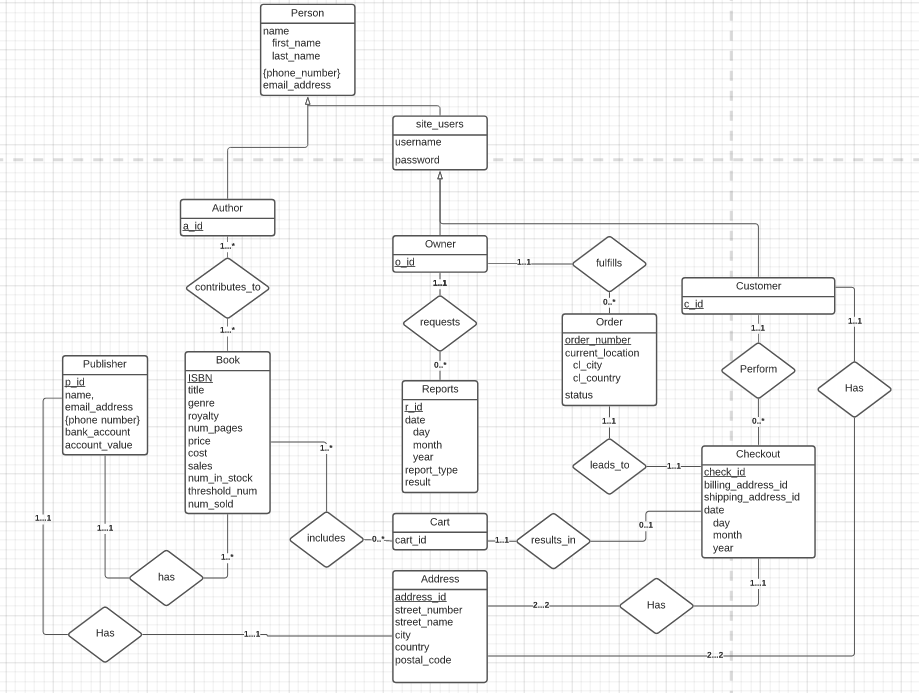 Person
name
first_name
last_name
{phone_number}
email_address
site_users
username
password
Author
a_id
1...*
contributes_to
1...*
Owner
o_id
1..1
fulfills
0..*
1..1
requests
0..*
Customer
c_id
1..1
1..1
Perform
Has
0..*
Order
order_number
current_location
cl_city
cl_country
status
1..1
leads_to
1..1
Publisher
p_id
name,
email_address
{phone number}
bank_account
account_value
Book
ISBN
title
genre
royalty
num_pages
price
cost
sales
num_in_stock
threshold_num
num_sold
Reports
r_id
date
day
month
year
report_type
result
Checkout
check_id
billing_address_id
shipping_address_id
date
day
month
year
1..*
1...1
1...1
includes
0..*
Cart
cart_id
1..1
results_in
0..1
1..*
has
Address
address_id
street_number
street_name
city
country
postal_code
2...2
Has
1...1
Has
1...1
2...2